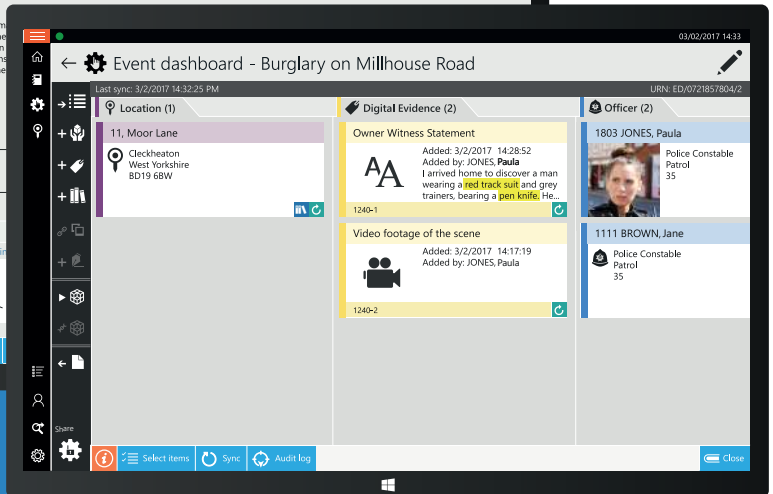 03/02/2017 14:33
Event dashboard - Burglary on Millhouse Road
Last sync: 3/2/2017 14:32:25 PM
URN: ED/0721857804/2
Location (1)
11, Moor Lane
Cleckheaton
West Yorkshire
BD19 6BW
Digital Evidence (2)
Owner Witness Statement
AA
Added: 3/2/2017 14:28:52
Added by: JONES, Paula
I arrived home to discover a man
wearing a red track suit and grey
trainers, bearing a pen knife. He...
1240-1
Video footage of the scene
Added: 3/2/2017 14:17:19
Added by: JONES, Paula
1240-2
Officer (2)
1803 JONES, Paula
Police Constable
Patrol
35
1111 BROWN, Jane
Police Constable
Patrol
35
Share
Select items
Sync
Audit log
Close